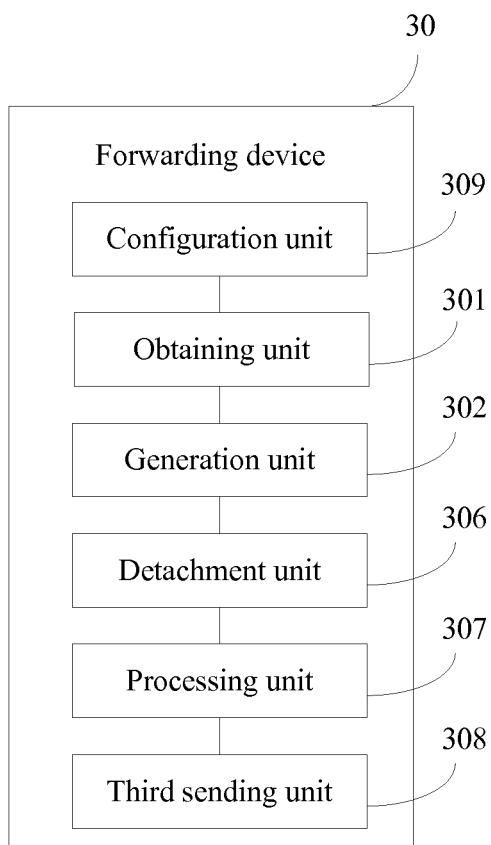 30
Forwarding device
309
Configuration unit
301
Obtaining unit
302
Generation unit
306
Detachment unit
307
Processing unit
308
Third sending unit